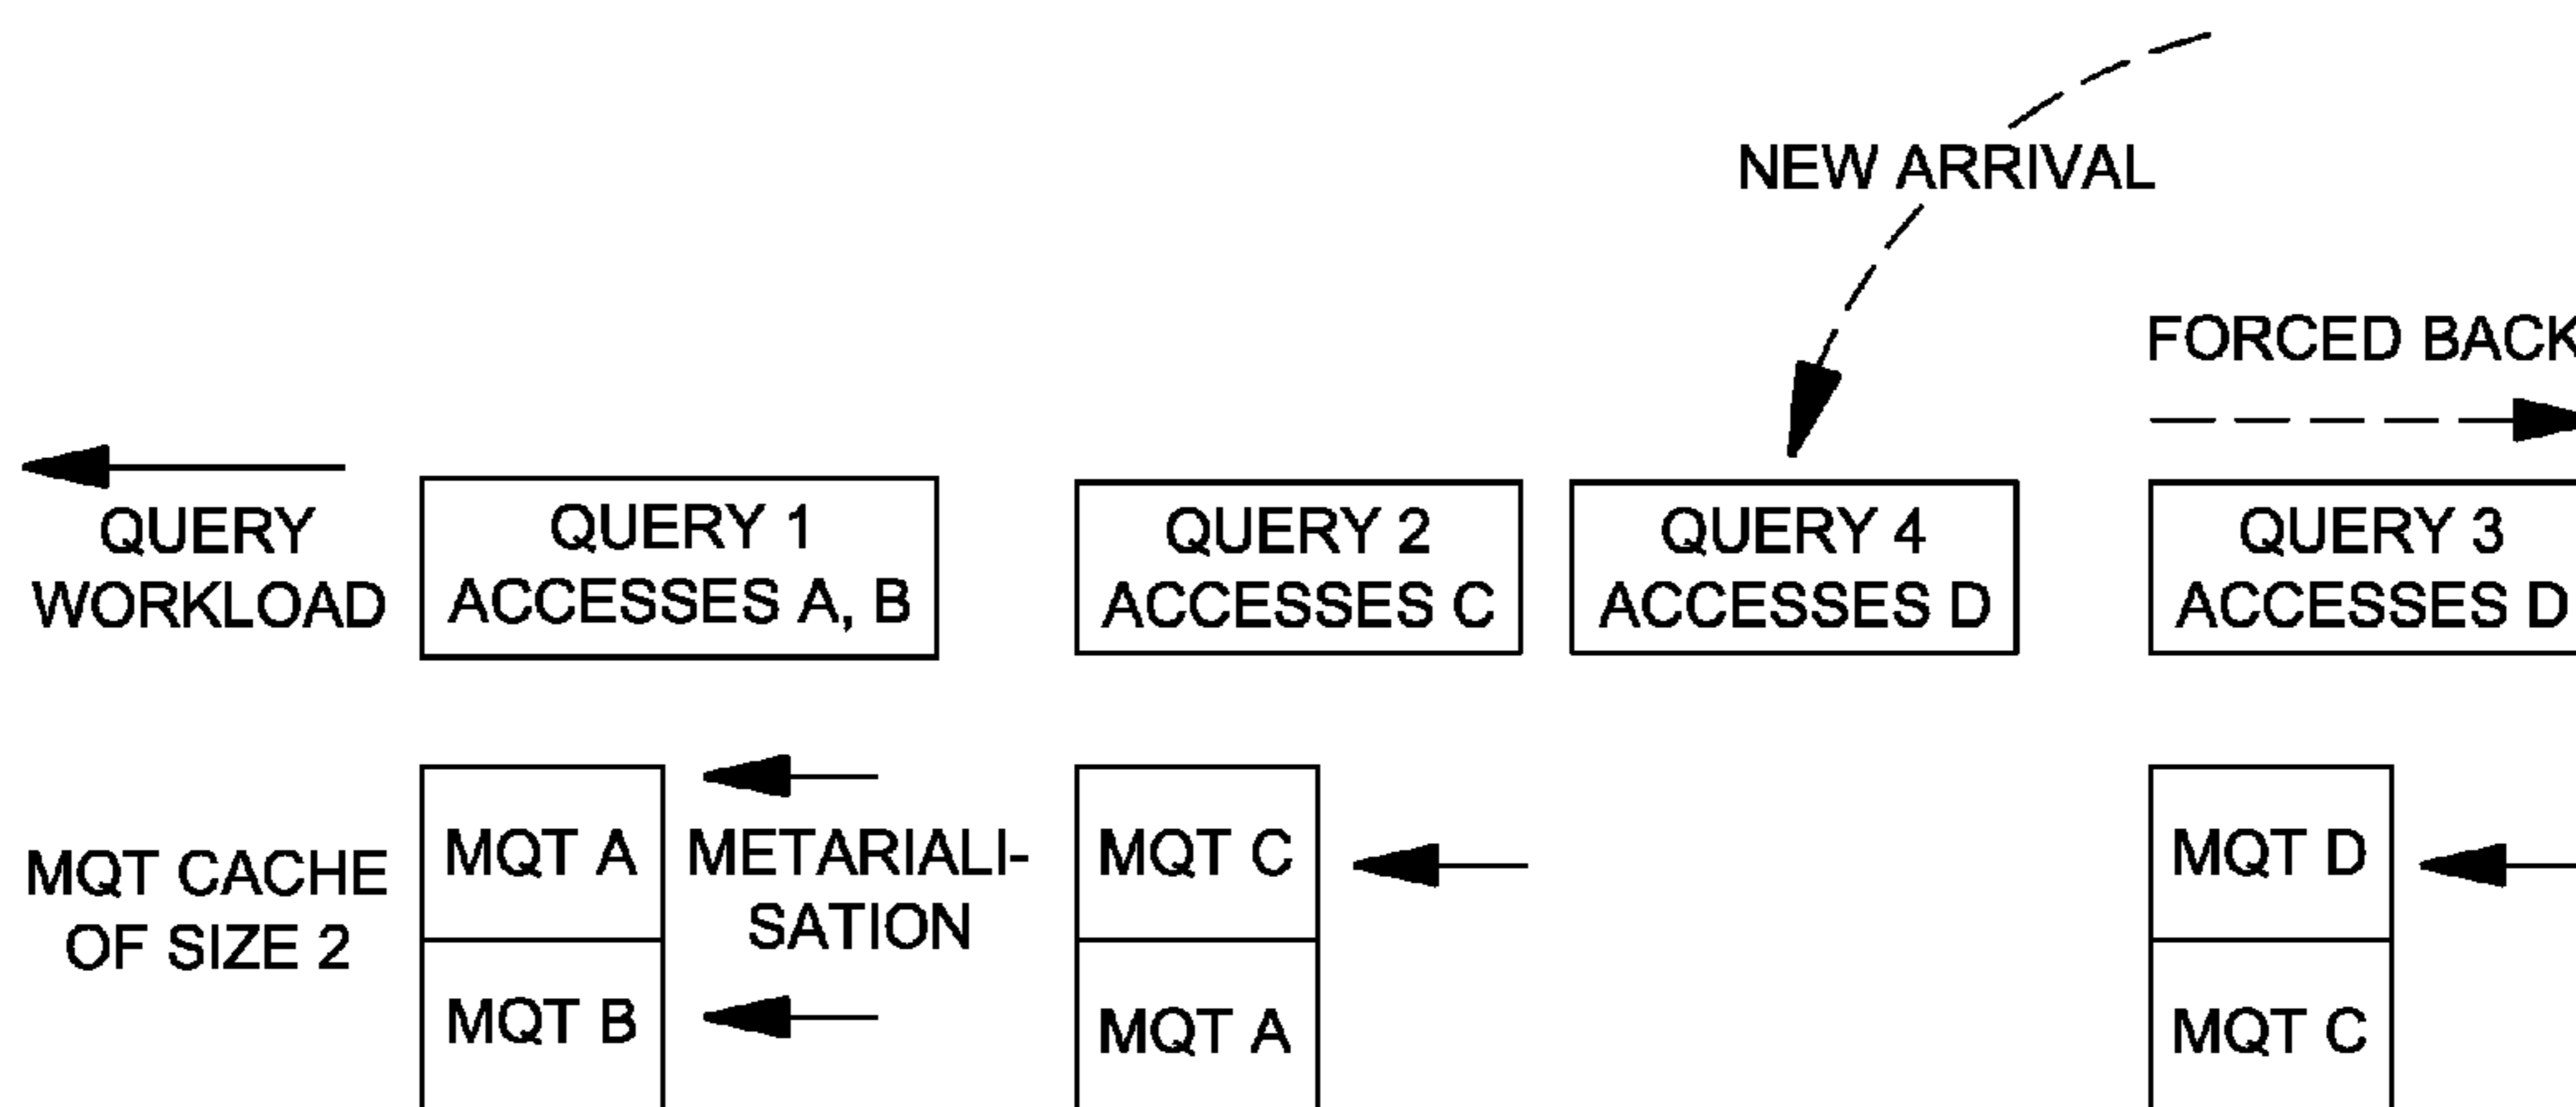 NEW ARRIVAL
FORCED BACK
QUERY
WORKLOAD
QUERY 1
ACCESSES A, B
QUERY 2
ACCESSES C
QUERY 4
ACCESSES D
QUERY 3
ACCESSES D
MQT CACHE
OF SIZE 2
MQT A
MQT B
METARIALI-
SATION
MQT C
MQT A
MQT D
MQT C